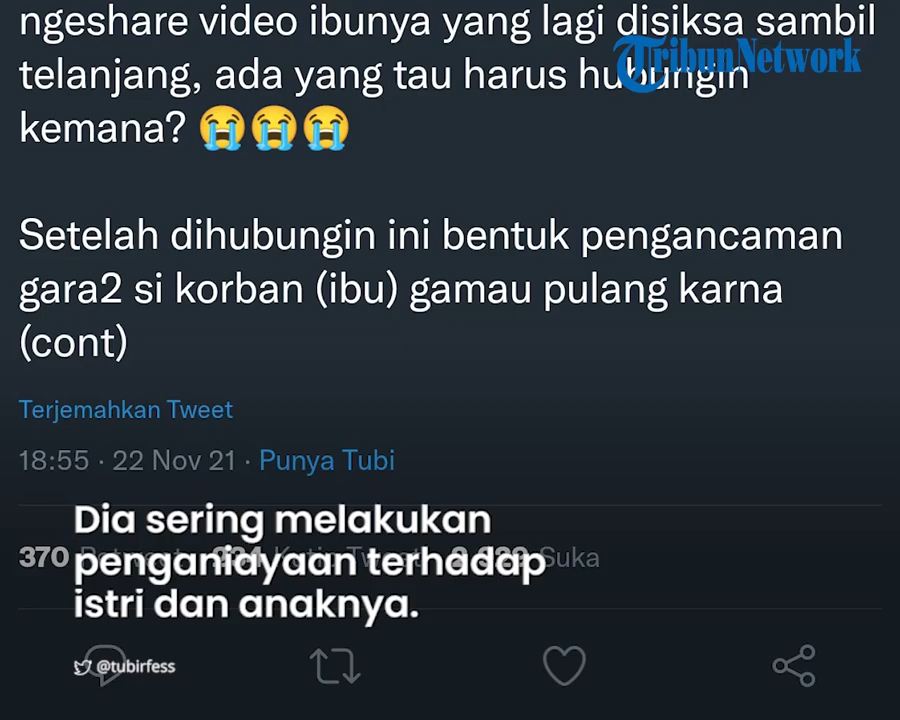 ngeshare video ibunya yang lagi disiksa sambil
TribunNetwork
telanjang, ada yang tau harus hubungin
kemana? 😭😭😭
Setelah dihubungin ini bentuk pengancaman
gara2 si korban (ibu) gamau pulang karna
(cont)
Terjemahkan Tweet
18:55 · 22 Nov 21 · Punya Tubi
Dia sering melakukan
370 Suka
penganiayaan terhadap
istri dan anaknya.
@tubirfess